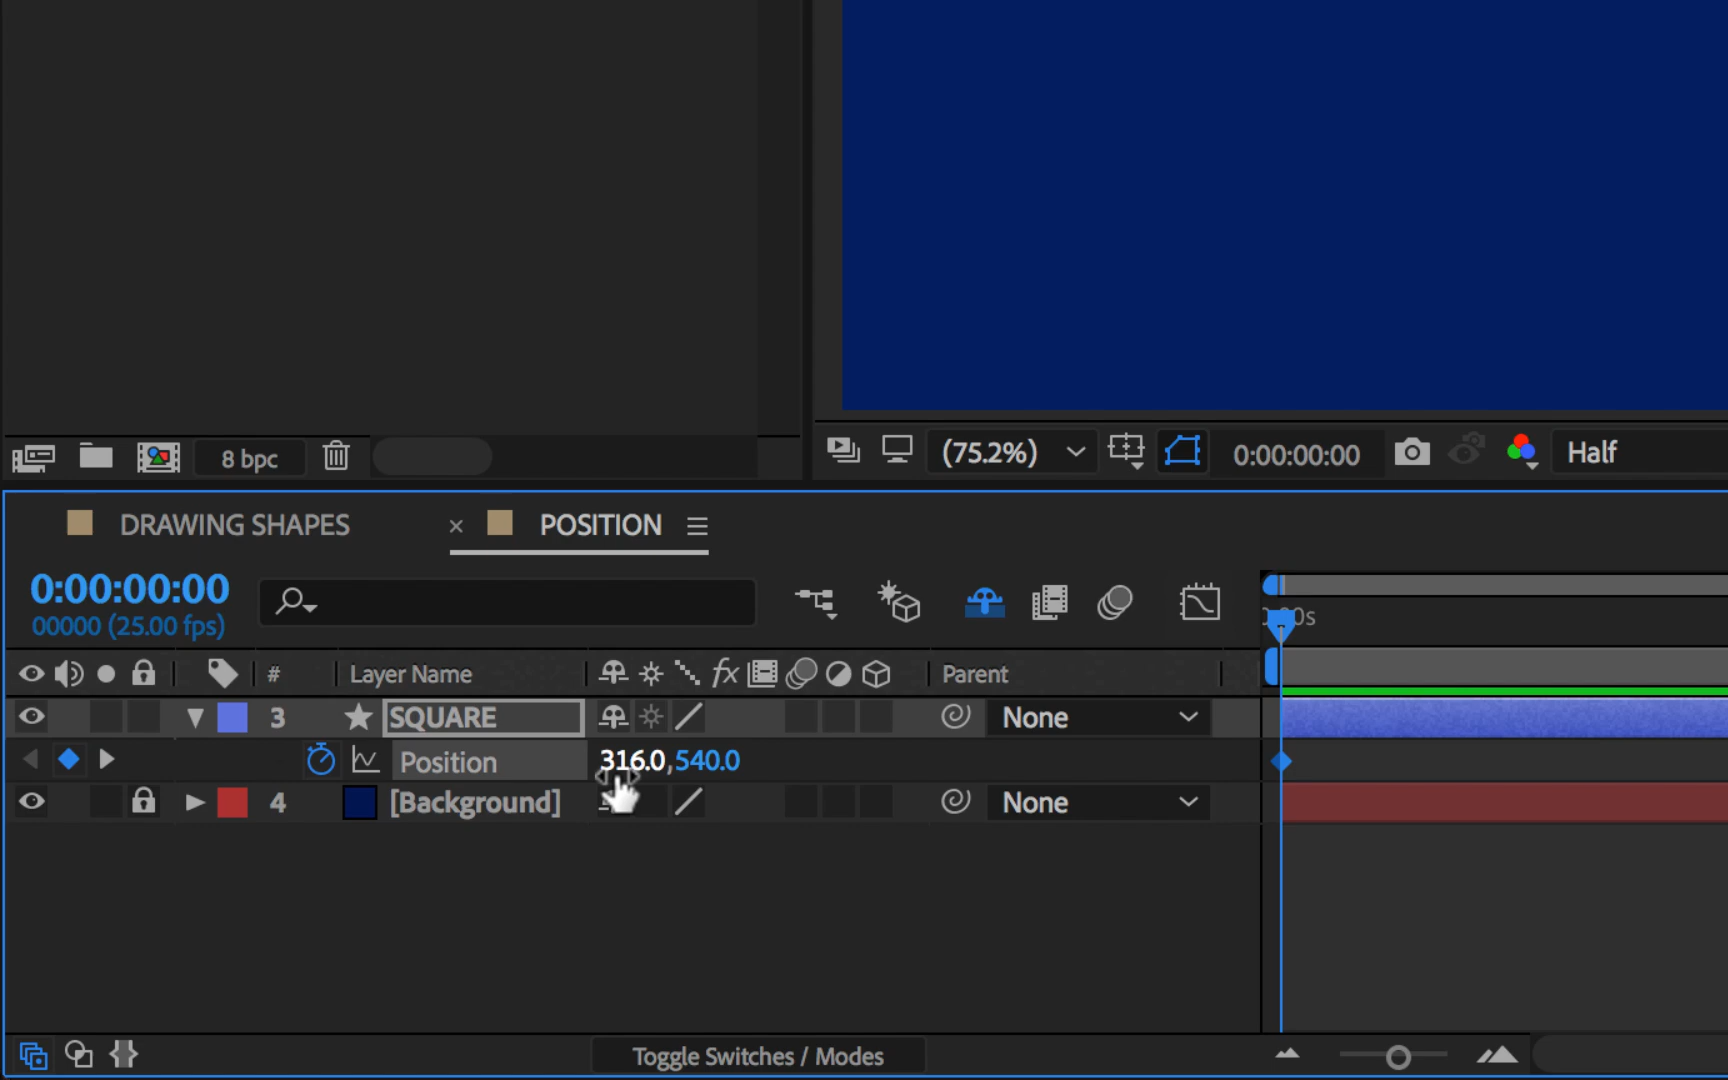 8 bpc
(75.2%)
0:00:00:00
Half
DRAWING SHAPES
× POSITION
0:00:00:00
00000 (25.00 fps)
# Layer Name
fx
Parent
3 SQUARE
None
Position
316.0,540.0
4 [Background]
None
Toggle Switches / Modes